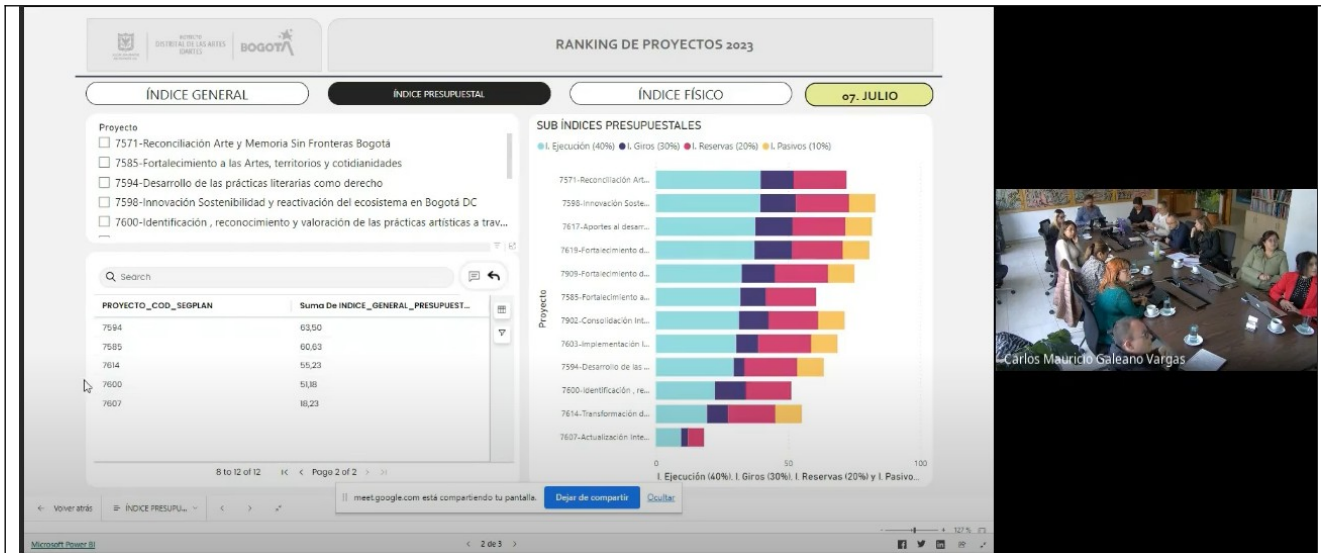 INSTITUTO
DISTRITAL DE LAS ARTES
IDARTES
BOGOTÁ
RANKING DE PROYECTOS 2023
ÍNDICE GENERAL
ÍNDICE PRESUPUESTAL
ÍNDICE FÍSICO
07. JULIO
Proyecto
7571-Reconciliación Arte y Memoria Sin Fronteras Bogotá
7585-Fortalecimiento a las Artes, territorios y cotidianidades
7594-Desarrollo de las prácticas literarias como derecho
7598-Innovación Sostenibilidad y reactivación del ecosistema en Bogotá DC
7600-Identificación , reconocimiento y valoración de las prácticas artísticas a trav...
Search
PROYECTO_COD_SEGPLAN Suma De INDICE_GENERAL_PRESUPUEST...
7594 63,50
7585 60,63
7614 55,23
7600 51,18
7607 18,23
8 to 12 of 12 Page 2 of 2
SUB ÍNDICES PRESUPUESTALES
I. Ejecución (40%) I. Giros (30%) I. Reservas (20%) I. Pasivos (10%)
Proyecto
7571-Reconciliación Art...
7598-Innovación Soste...
7617-Aportes al desarr...
7619-Fortalecimiento d...
7909-Fortalecimiento d...
7585-Fortalecimiento a...
7902-Consolidación Int...
7603-Implementación i...
7594-Desarrollo de las ...
7600-Identificación , re...
7614-Transformación d...
7607-Actualización Inte...
0 50 100
I. Ejecución (40%), I. Giros (30%), I. Reservas (20%) y I. Pasivo...
meet.google.com está compartiendo tu pantalla.
Dejar de compartir
Ocultar
Volver atrás
ÍNDICE PRESUPU...
Microsoft Power BI
2 de 3
127 %
Carlos Mauricio Galeano Vargas